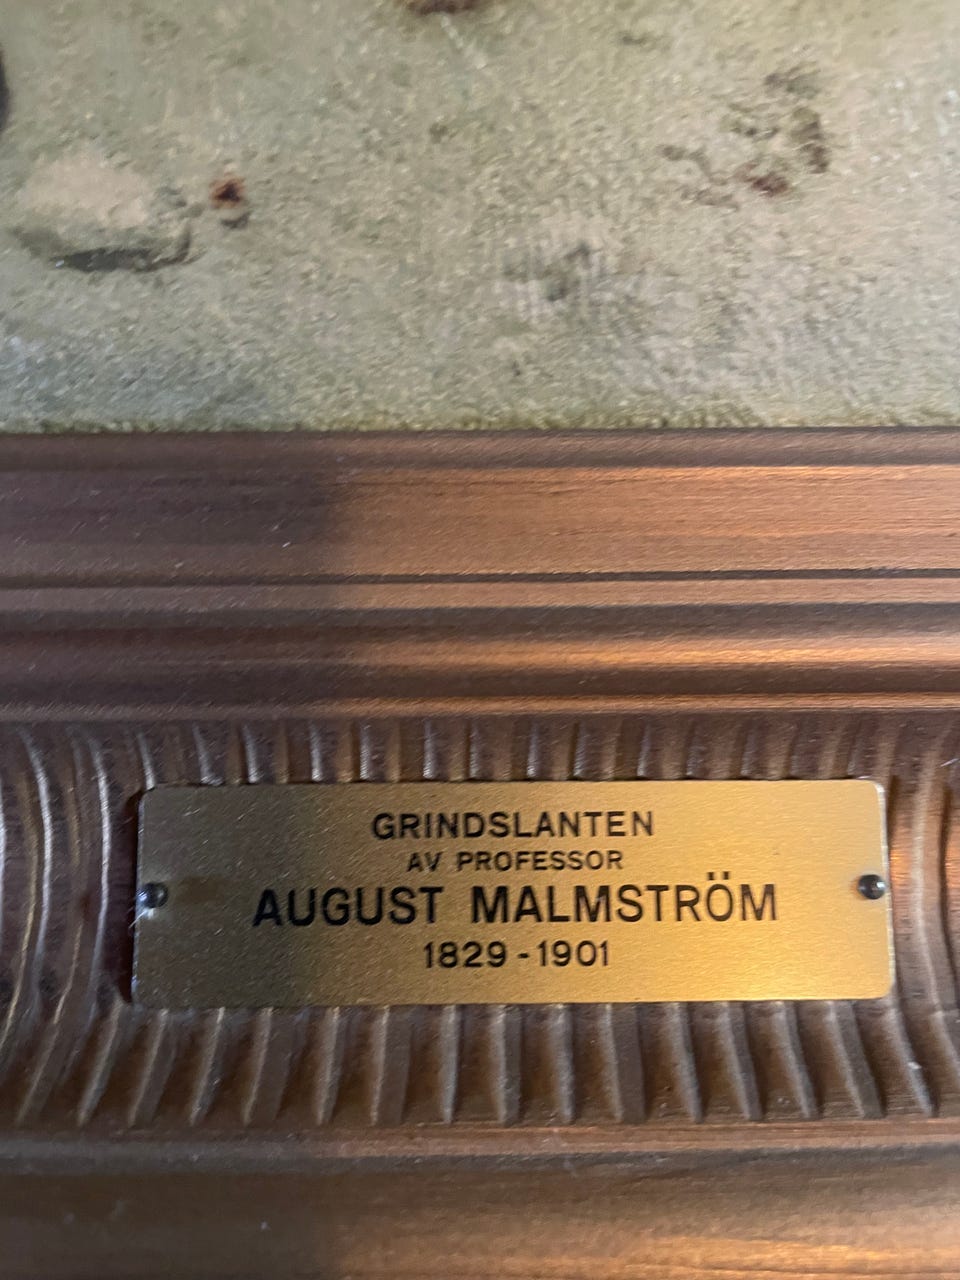 GRINDSLANTEN
AV PROFESSOR
AUGUST MALMSTRÖM
1829-1901